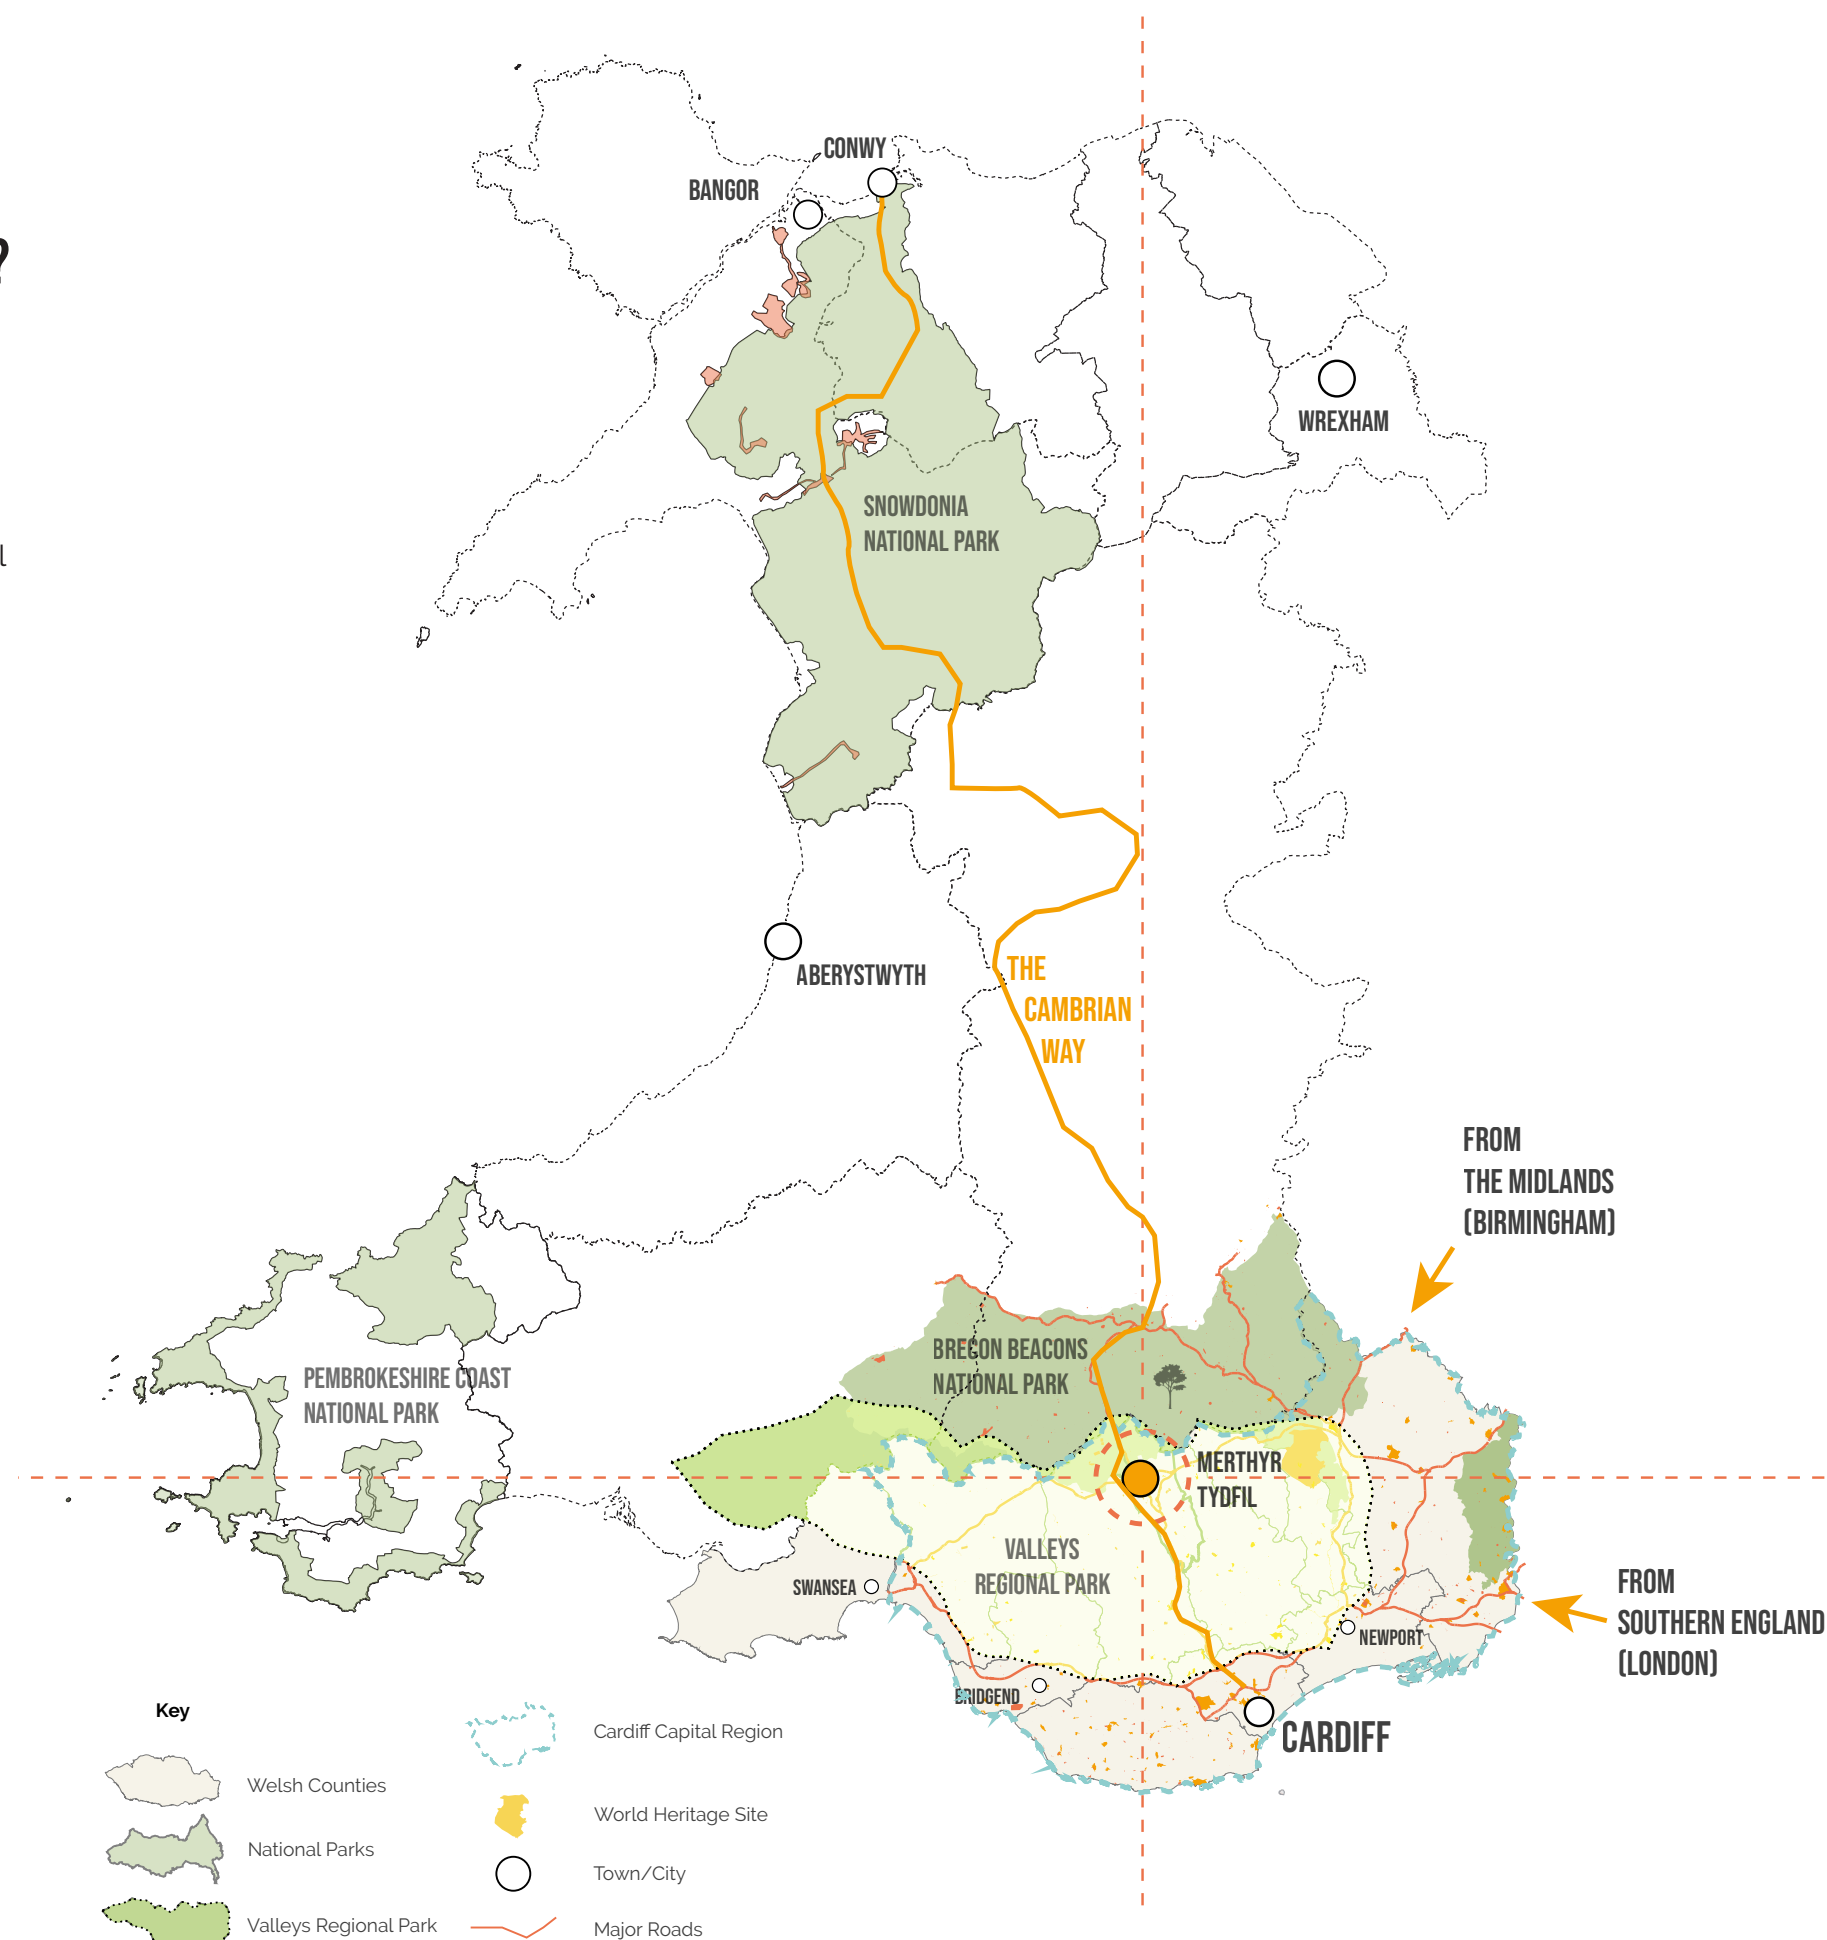 ?
l
CONWY
BANGOR
WREXHAM
SNOWDONIA
NATIONAL PARK
ABERYSTWYTH
THE
CAMBRIAN
WAY
FROM
THE MIDLANDS
(BIRMINGHAM)
BRECON BEACONS
NATIONAL PARK
PEMBROKESHIRE COAST
NATIONAL PARK
MERTHYR
TYDFIL
VALLEYS
REGIONAL PARK
SWANSEA
FROM
SOUTHERN ENGLAND
(LONDON)
NEWPORT
BRIDGEND
CARDIFF
Key
Welsh Counties
National Parks
Valleys Regional Park
Cardiff Capital Region
World Heritage Site
Town/City
Major Roads